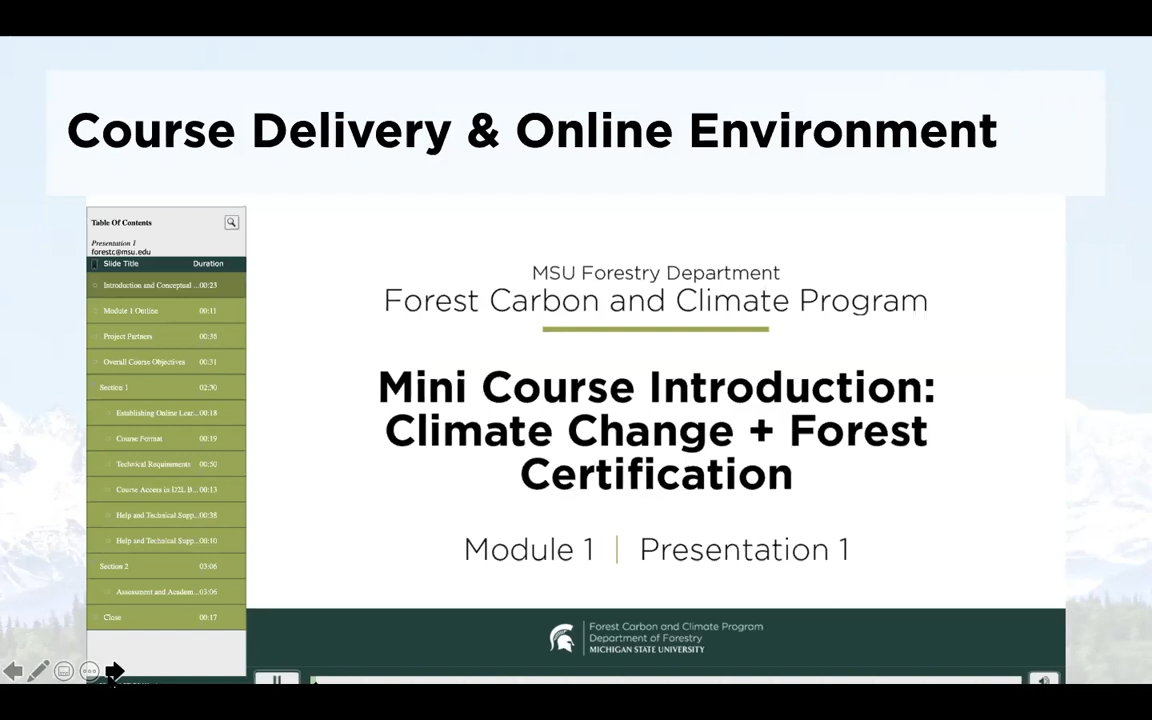 Course Delivery & Online Environment
Table Of Contents
Presentation 1
forestc@msu.edu
Slide Title Duration
Introduction and Conceptual ... 00:23
Module 1 Outline 00:11
Project Partners 00:36
Overall Course Objectives 00:31
Section 1 02:30
Establishing Online Lear... 00:18
Course Format 00:19
Technical Requirements 00:50
Course Access in D2L B... 00:13
Help and Technical Supp... 00:38
Help and Technical Supp... 00:10
Section 2 03:06
Assessment and Academ... 03:06
Close 00:17
MSU Forestry Department
Forest Carbon and Climate Program
Mini Course Introduction:
Climate Change + Forest
Certification
Module 1 | Presentation 1
Forest Carbon and Climate Program
Department of Forestry
MICHIGAN STATE UNIVERSITY